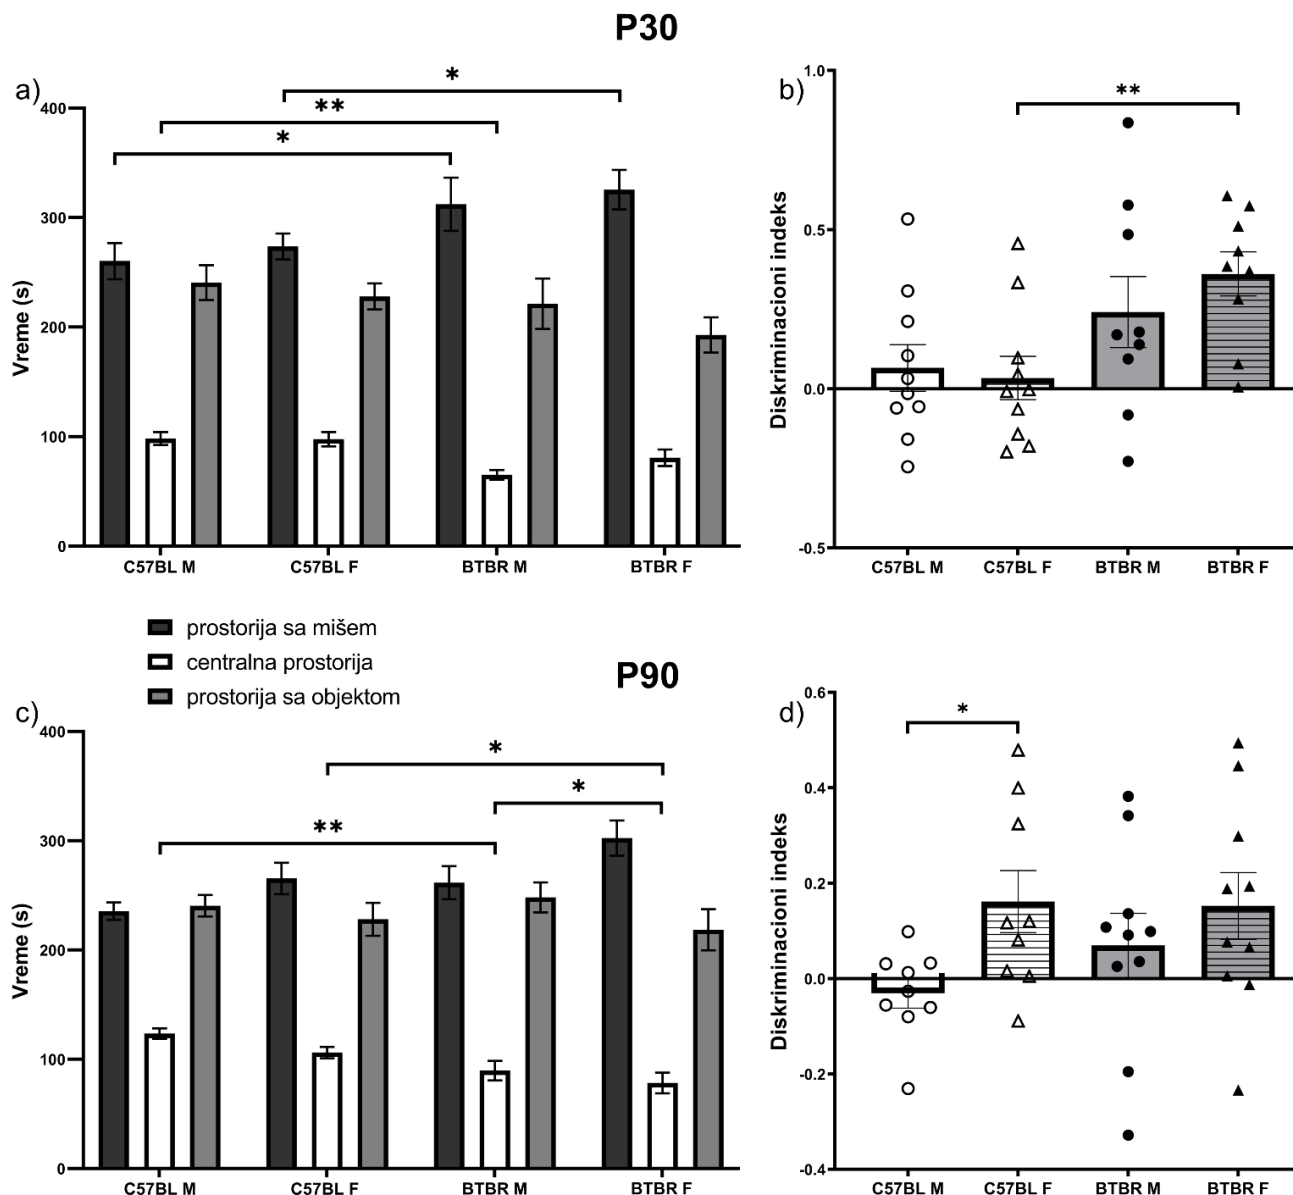 P30
a)
*
**
*
400
300
200
100
0
Vreme (s)
C57BL M
C57BL F
BTBR M
BTBR F
b)
**
1.0
0.5
0.0
-0.5
Diskriminacioni indeks
C57BL M
C57BL F
BTBR M
BTBR F
prostorija sa mišem
centralna prostorija
prostorija sa objektom
P90
c)
*
*
**
400
300
200
100
0
Vreme (s)
C57BL M
C57BL F
BTBR M
BTBR F
d)
*
0.6
0.4
0.2
0.0
-0.2
-0.4
Diskriminacioni indeks
C57BL M
C57BL F
BTBR M
BTBR F